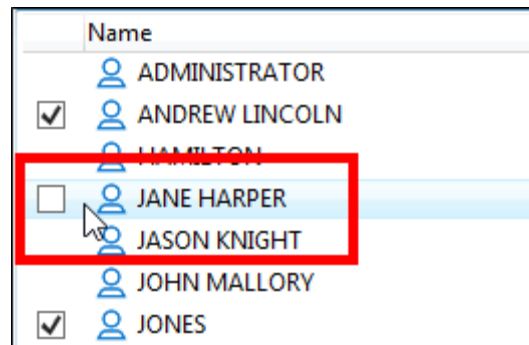 Name
ADMINISTRATOR
ANDREW LINCOLN
HAMILTON
JANE HARPER
JASON KNIGHT
JOHN MALLORY
JONES